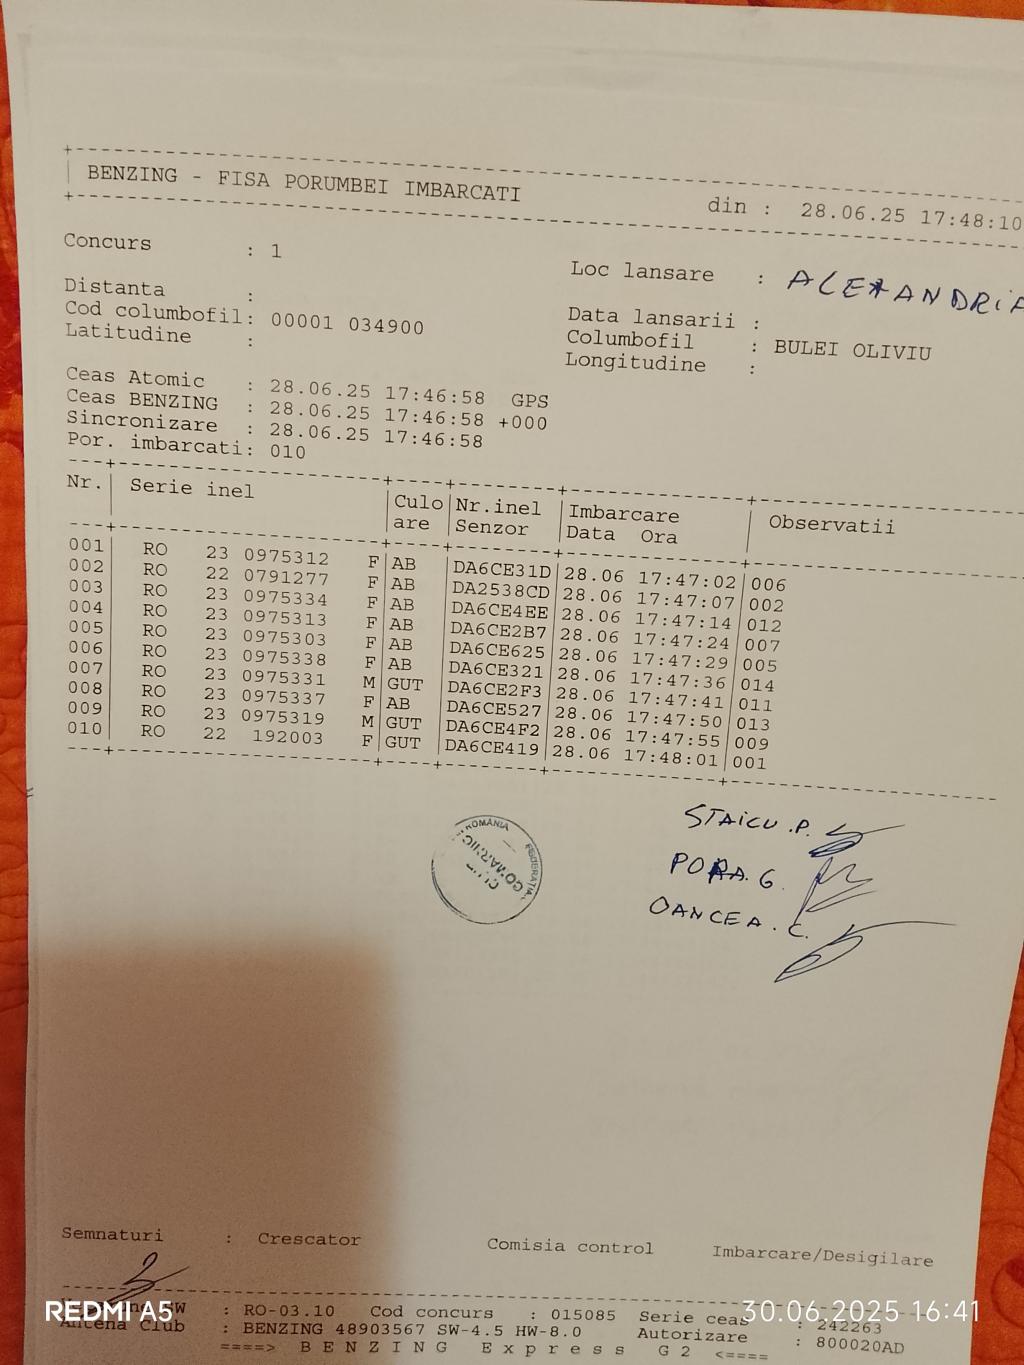 BENZING - FISA PORUMBEI IMBARCATI din : 28.06.25 17:48:10
Concurs : 1 Loc lansare : ALEXANDRIA
Distanta : Data lansarii :
Cod columbofil: 00001 034900 Columbofil : BULEI OLIVIU
Latitudine : Longitudine :
Ceas Atomic : 28.06.25 17:46:58 GPS
Ceas BENZING : 28.06.25 17:46:58 +000
Sincronizare : 28.06.25 17:46:58
Por. imbarcati: 010
Nr. Serie inel Culo Nr.inel Imbarcare Observatii
are Senzor Data Ora
001 RO 23 0975312 F AB DA6CE31D 28.06 17:47:02 006
002 RO 22 0791277 F AB DA2538CD 28.06 17:47:07 002
003 RO 23 0975334 F AB DA6CE4EE 28.06 17:47:14 012
004 RO 23 0975313 F AB DA6CE2B7 28.06 17:47:24 007
005 RO 23 0975303 F AB DA6CE625 28.06 17:47:29 005
006 RO 23 0975338 F AB DA6CE321 28.06 17:47:36 014
007 RO 23 0975331 M GUT DA6CE2F3 28.06 17:47:41 011
008 RO 23 0975337 F AB DA6CE527 28.06 17:47:50 013
009 RO 23 0975319 M GUT DA6CE4F2 28.06 17:47:55 009
010 RO 22 192003 F GUT DA6CE419 28.06 17:48:01 001
STAICU .P.
PORA. G.
OANCEA . C.
ROMANIA
COMARNIC
Semnaturi : Crescator Comisia control Imbarcare/Desigilare
: RO-03.10 Cod concurs : 015085 Serie ceas : 242263
Antena Club : BENZING 48903567 SW-4.5 HW-8.0 Autorizare : 800020AD
====> B E N Z I N G E x p r e s s G 2 <====
REDMI A5 30.06.2025 16:41